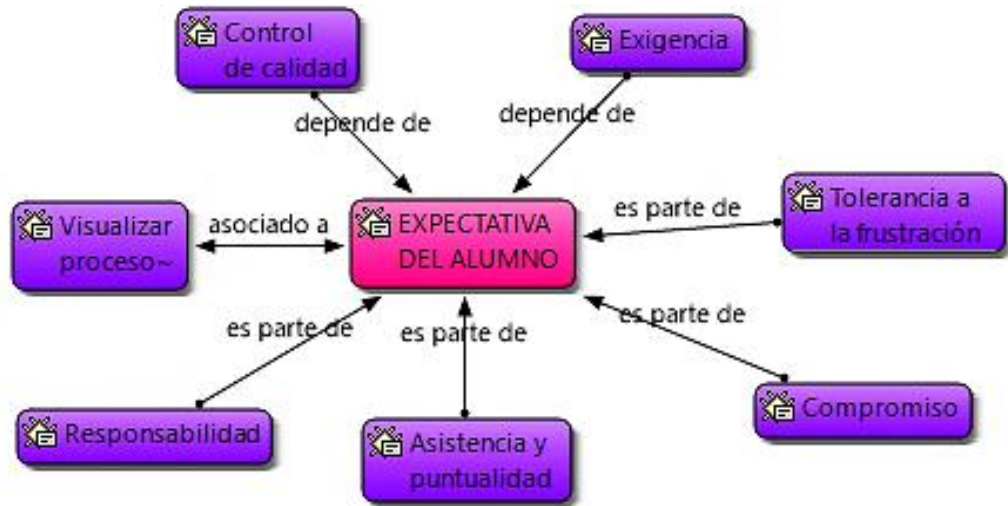 Control
de calidad
Exigencia
depende de
depende de
Tolerancia a
la frustración
es parte de
Visualizar
proceso~
asociado a
EXPECTATIVA
DEL ALUMNO
es parte de
es parte de
es parte de
Responsabilidad
Asistencia y
puntualidad
Compromiso